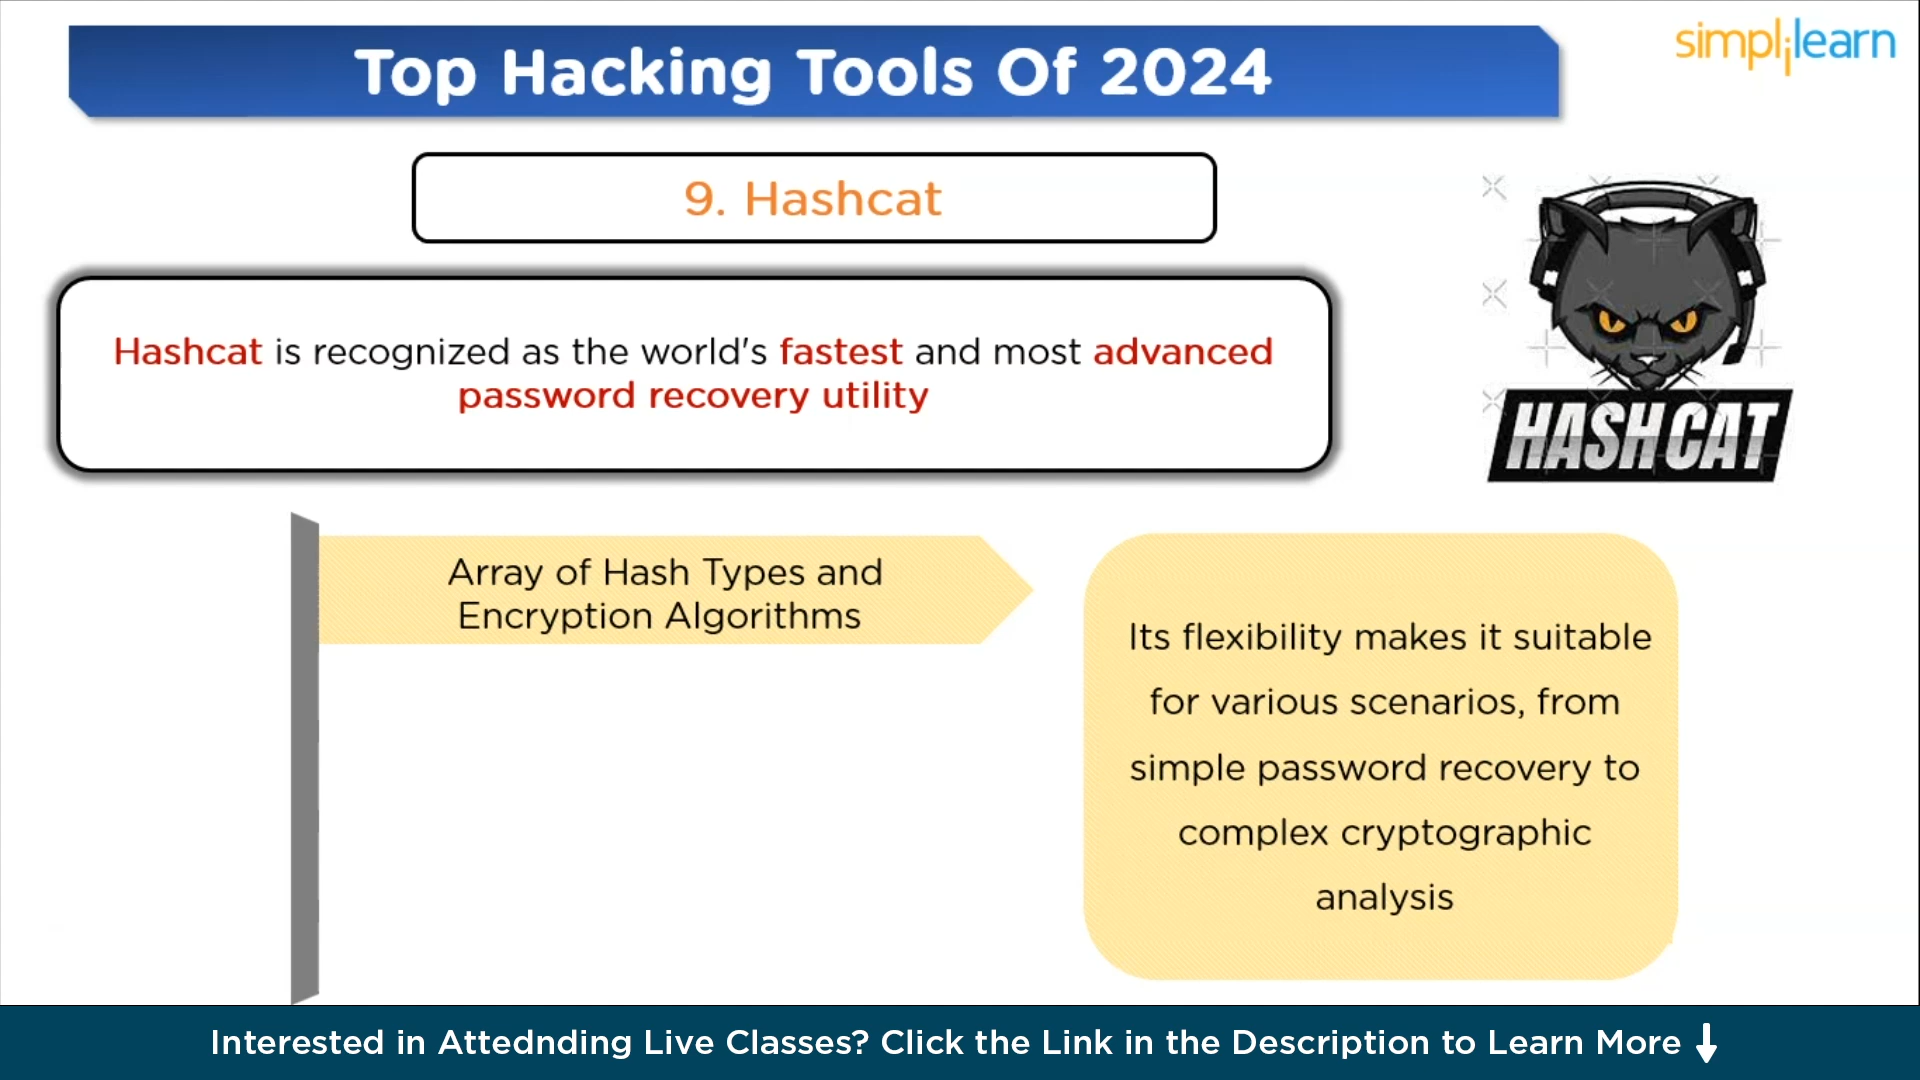 Top Hacking Tools Of 2024
simplilearn
9. Hashcat
Hashcat is recognized as the world's fastest and most advanced
password recovery utility
HASHCAT
Array of Hash Types and
Encryption Algorithms
Its flexibility makes it suitable
for various scenarios, from
simple password recovery to
complex cryptographic
analysis
Interested in Attednding Live Classes? Click the Link in the Description to Learn More